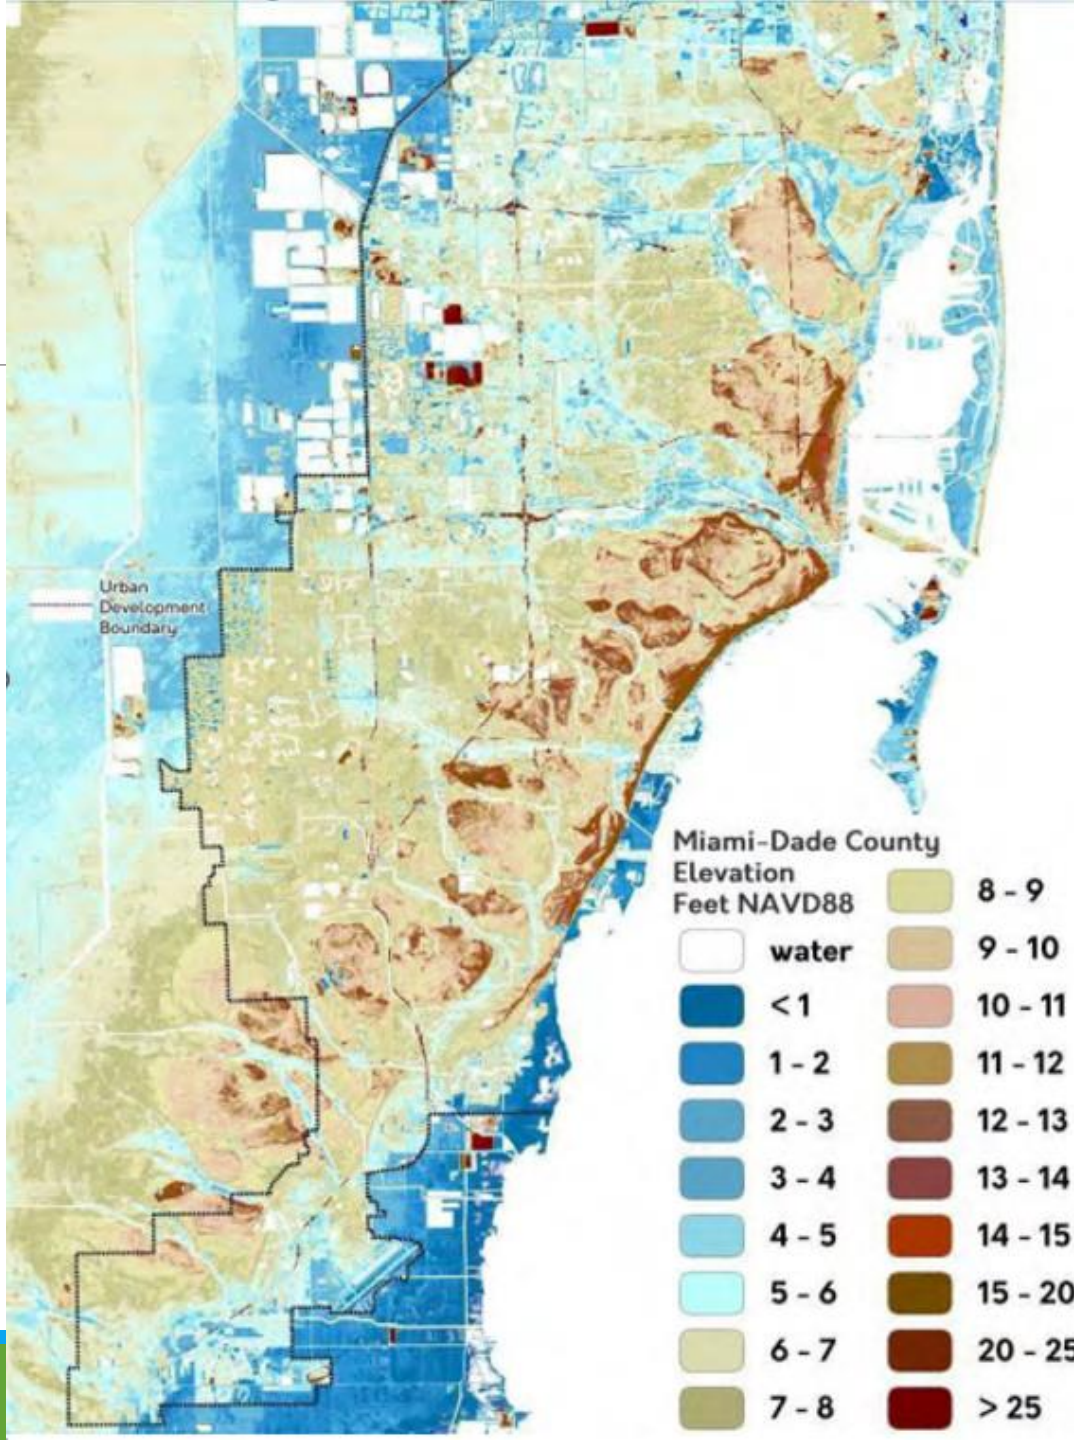 Urban
Development
Boundary
Miami-Dade County
Elevation
Feet NAVD88
water
< 1
1 - 2
2 - 3
3 - 4
4 - 5
5 - 6
6 - 7
7 - 8
8 - 9
9 - 10
10 - 11
11 - 12
12 - 13
13 - 14
14 - 15
15 - 20
20 - 25
> 25